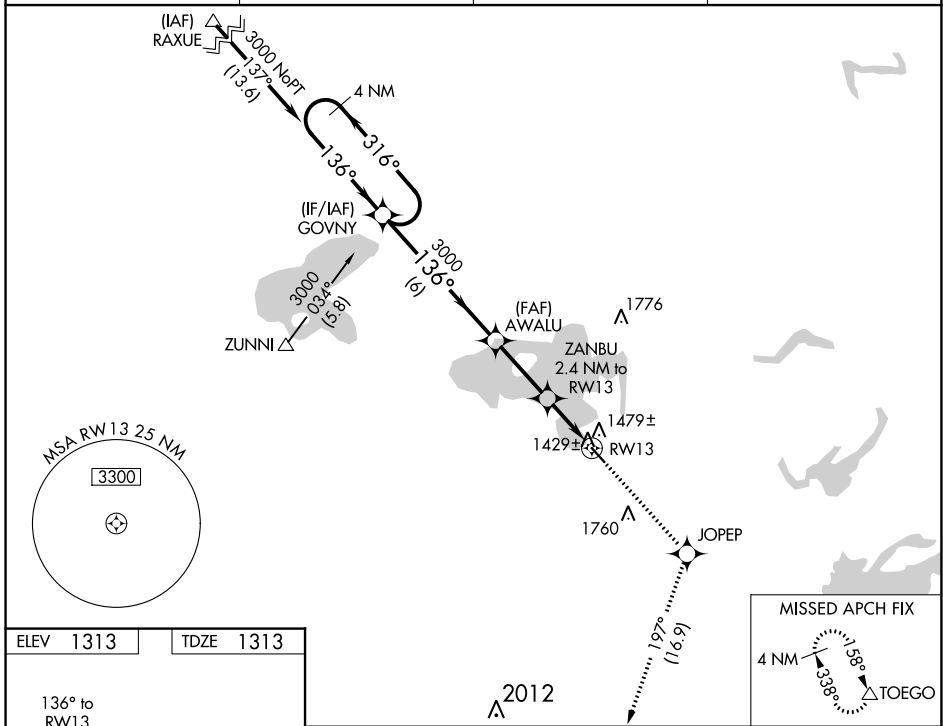 (IAF)
RAXUE
3000 NoPT
137°
(13.6)
4 NM
316°
136°
(IF/IAF)
GOVNY
3000
136°
(6)
3000
034°
(5.8)
ZUNNI
(FAF)
AWALU
1776
ZANBU
2.4 NM to
RW13
1479±
1429±
RW13
MSA RW13 25 NM
3300
1760
JOPEP
197°
(16.9)
MISSED APCH FIX
4 NM
158°
338°
TOEGO
ELEV 1313
TDZE 1313
136° to
RW13
2012